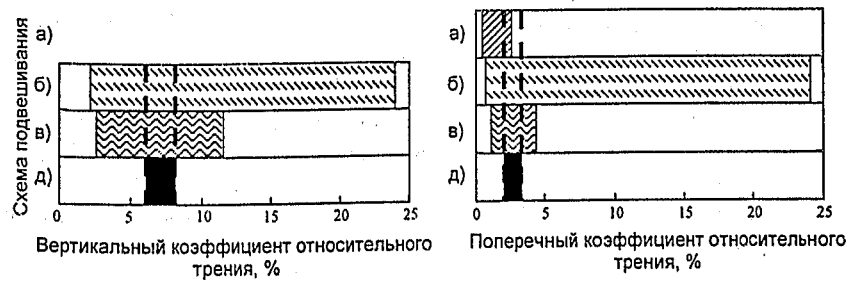 Схема подвешивания
а)
б)
в)
д)
0 5 10 15 20 25
Вертикальный коэффициент относительного
трения, %
а)
б)
в)
д)
0 5 10 15 20 25
Поперечный коэффициент относительного
трения, %